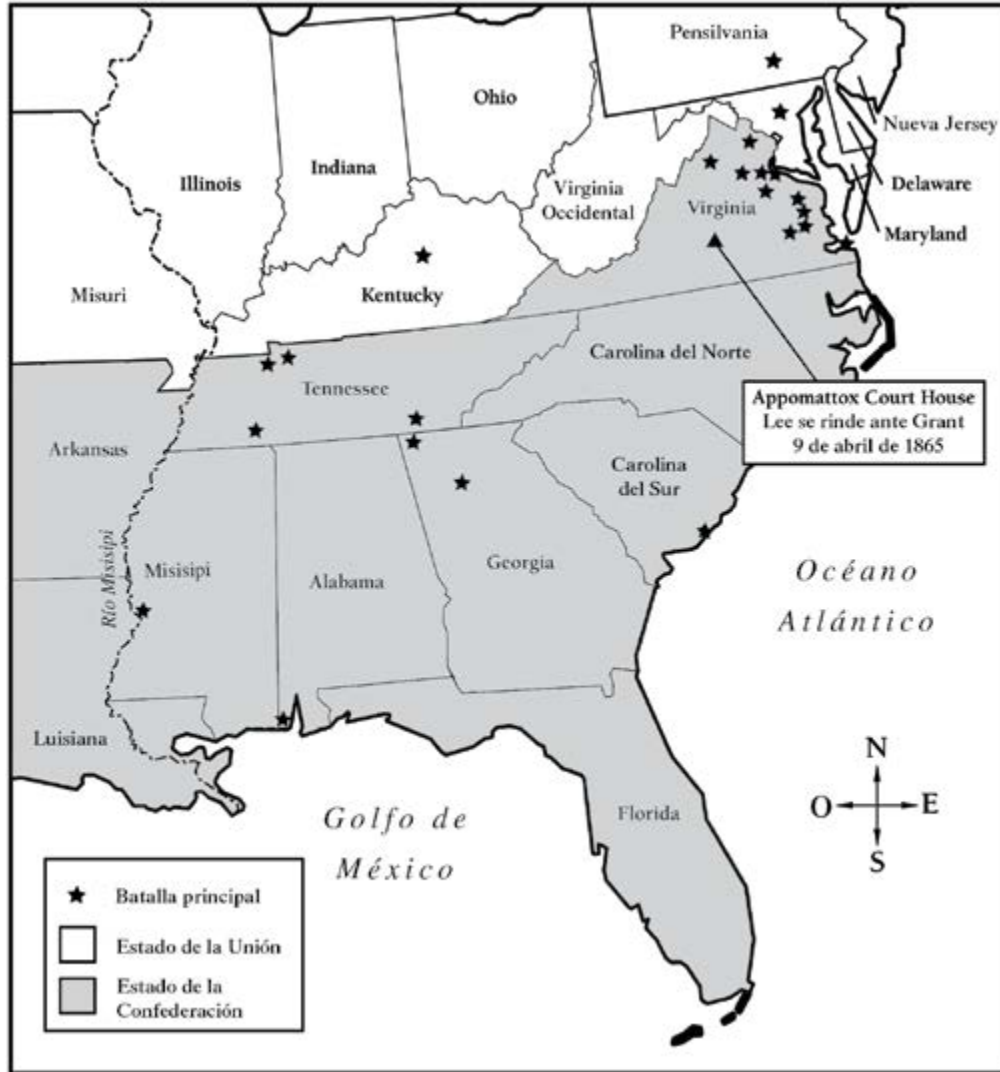 Pensilvania
Ohio
Nueva Jersey
Indiana
Illinois
Virginia
Occidental
Delaware
Virginia
Maryland
Kentucky
Misuri
Carolina del Norte
Tennessee
Appomattox Court House
Lee se rinde ante Grant
9 de abril de 1865
Arkansas
Carolina
del Sur
Río Misisipi
Misisipi
Alabama
Georgia
Océano
Atlántico
Luisiana
Golfo de
México
Florida
N
O
E
S
Batalla principal
Estado de la Unión
Estado de la
Confederación